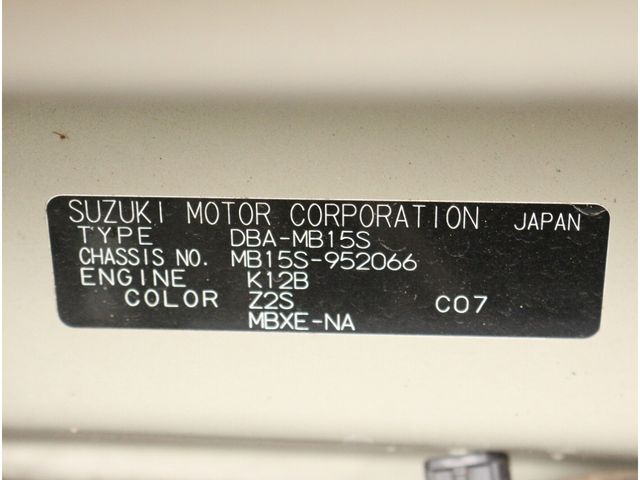 SUZUKI MOTOR CORPORATION JAPAN
TYPE DBA-MB15S
CHASSIS NO. MB15S-952066
ENGINE K12B
COLOR Z2S C07
MBXE-NA